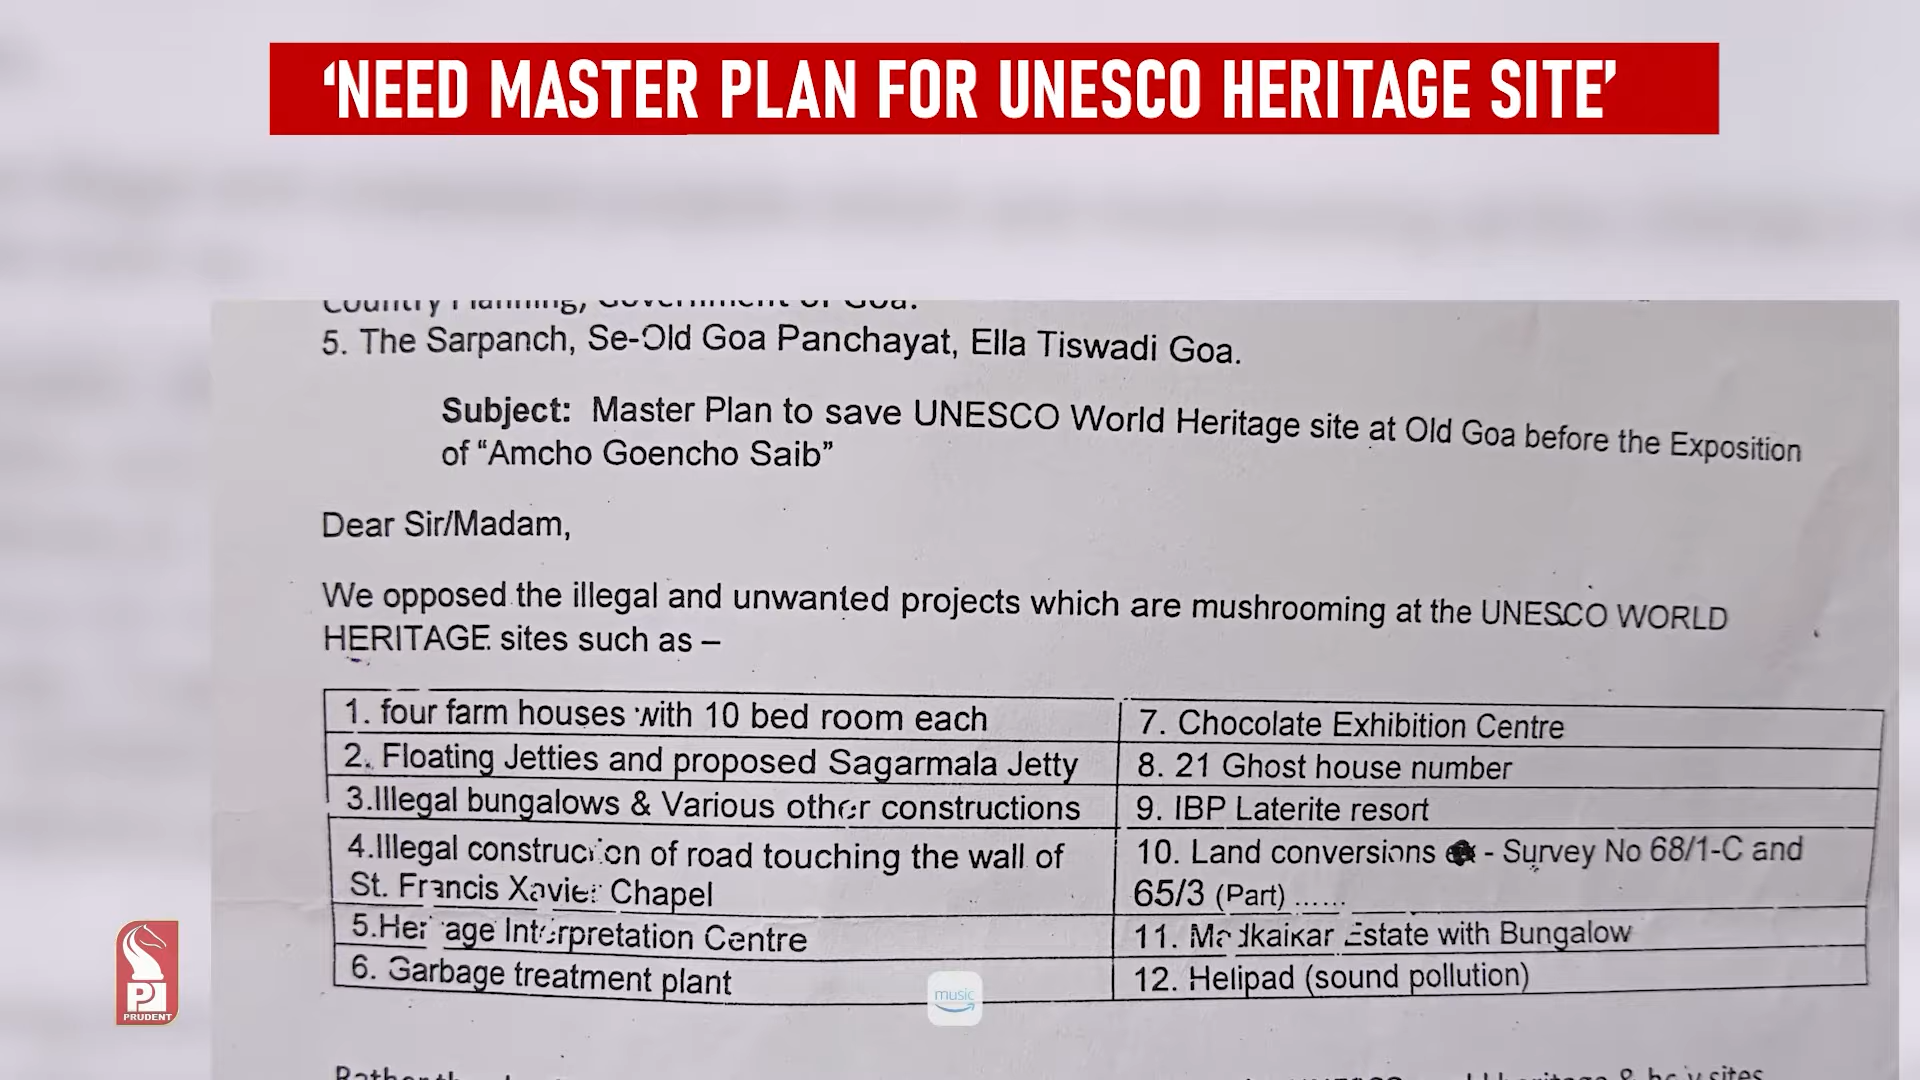 ‘NEED MASTER PLAN FOR UNESCO HERITAGE SITE’
Country Planning, Government of Goa.
5. The Sarpanch, Se-Old Goa Panchayat, Ella Tiswadi Goa.
Subject: Master Plan to save UNESCO World Heritage site at Old Goa before the Exposition
of “Amcho Goencho Saib”
Dear Sir/Madam,
We opposed the illegal and unwanted projects which are mushrooming at the UNESCO WORLD
HERITAGE sites such as –
1. four farm houses with 10 bed room each
2. Floating Jetties and proposed Sagarmala Jetty
3.Illegal bungalows & Various other constructions
4.Illegal construction of road touching the wall of
St. Francis Xavier Chapel
5.Heritage Interpretation Centre
6. Garbage treatment plant
7. Chocolate Exhibition Centre
8. 21 Ghost house number
9. IBP Laterite resort
10. Land conversions - Survey No 68/1-C and
65/3 (Part) ......
11. Madkaikar Estate with Bungalow
12. Helipad (sound pollution)
heritage & sites
PRUDENT
music